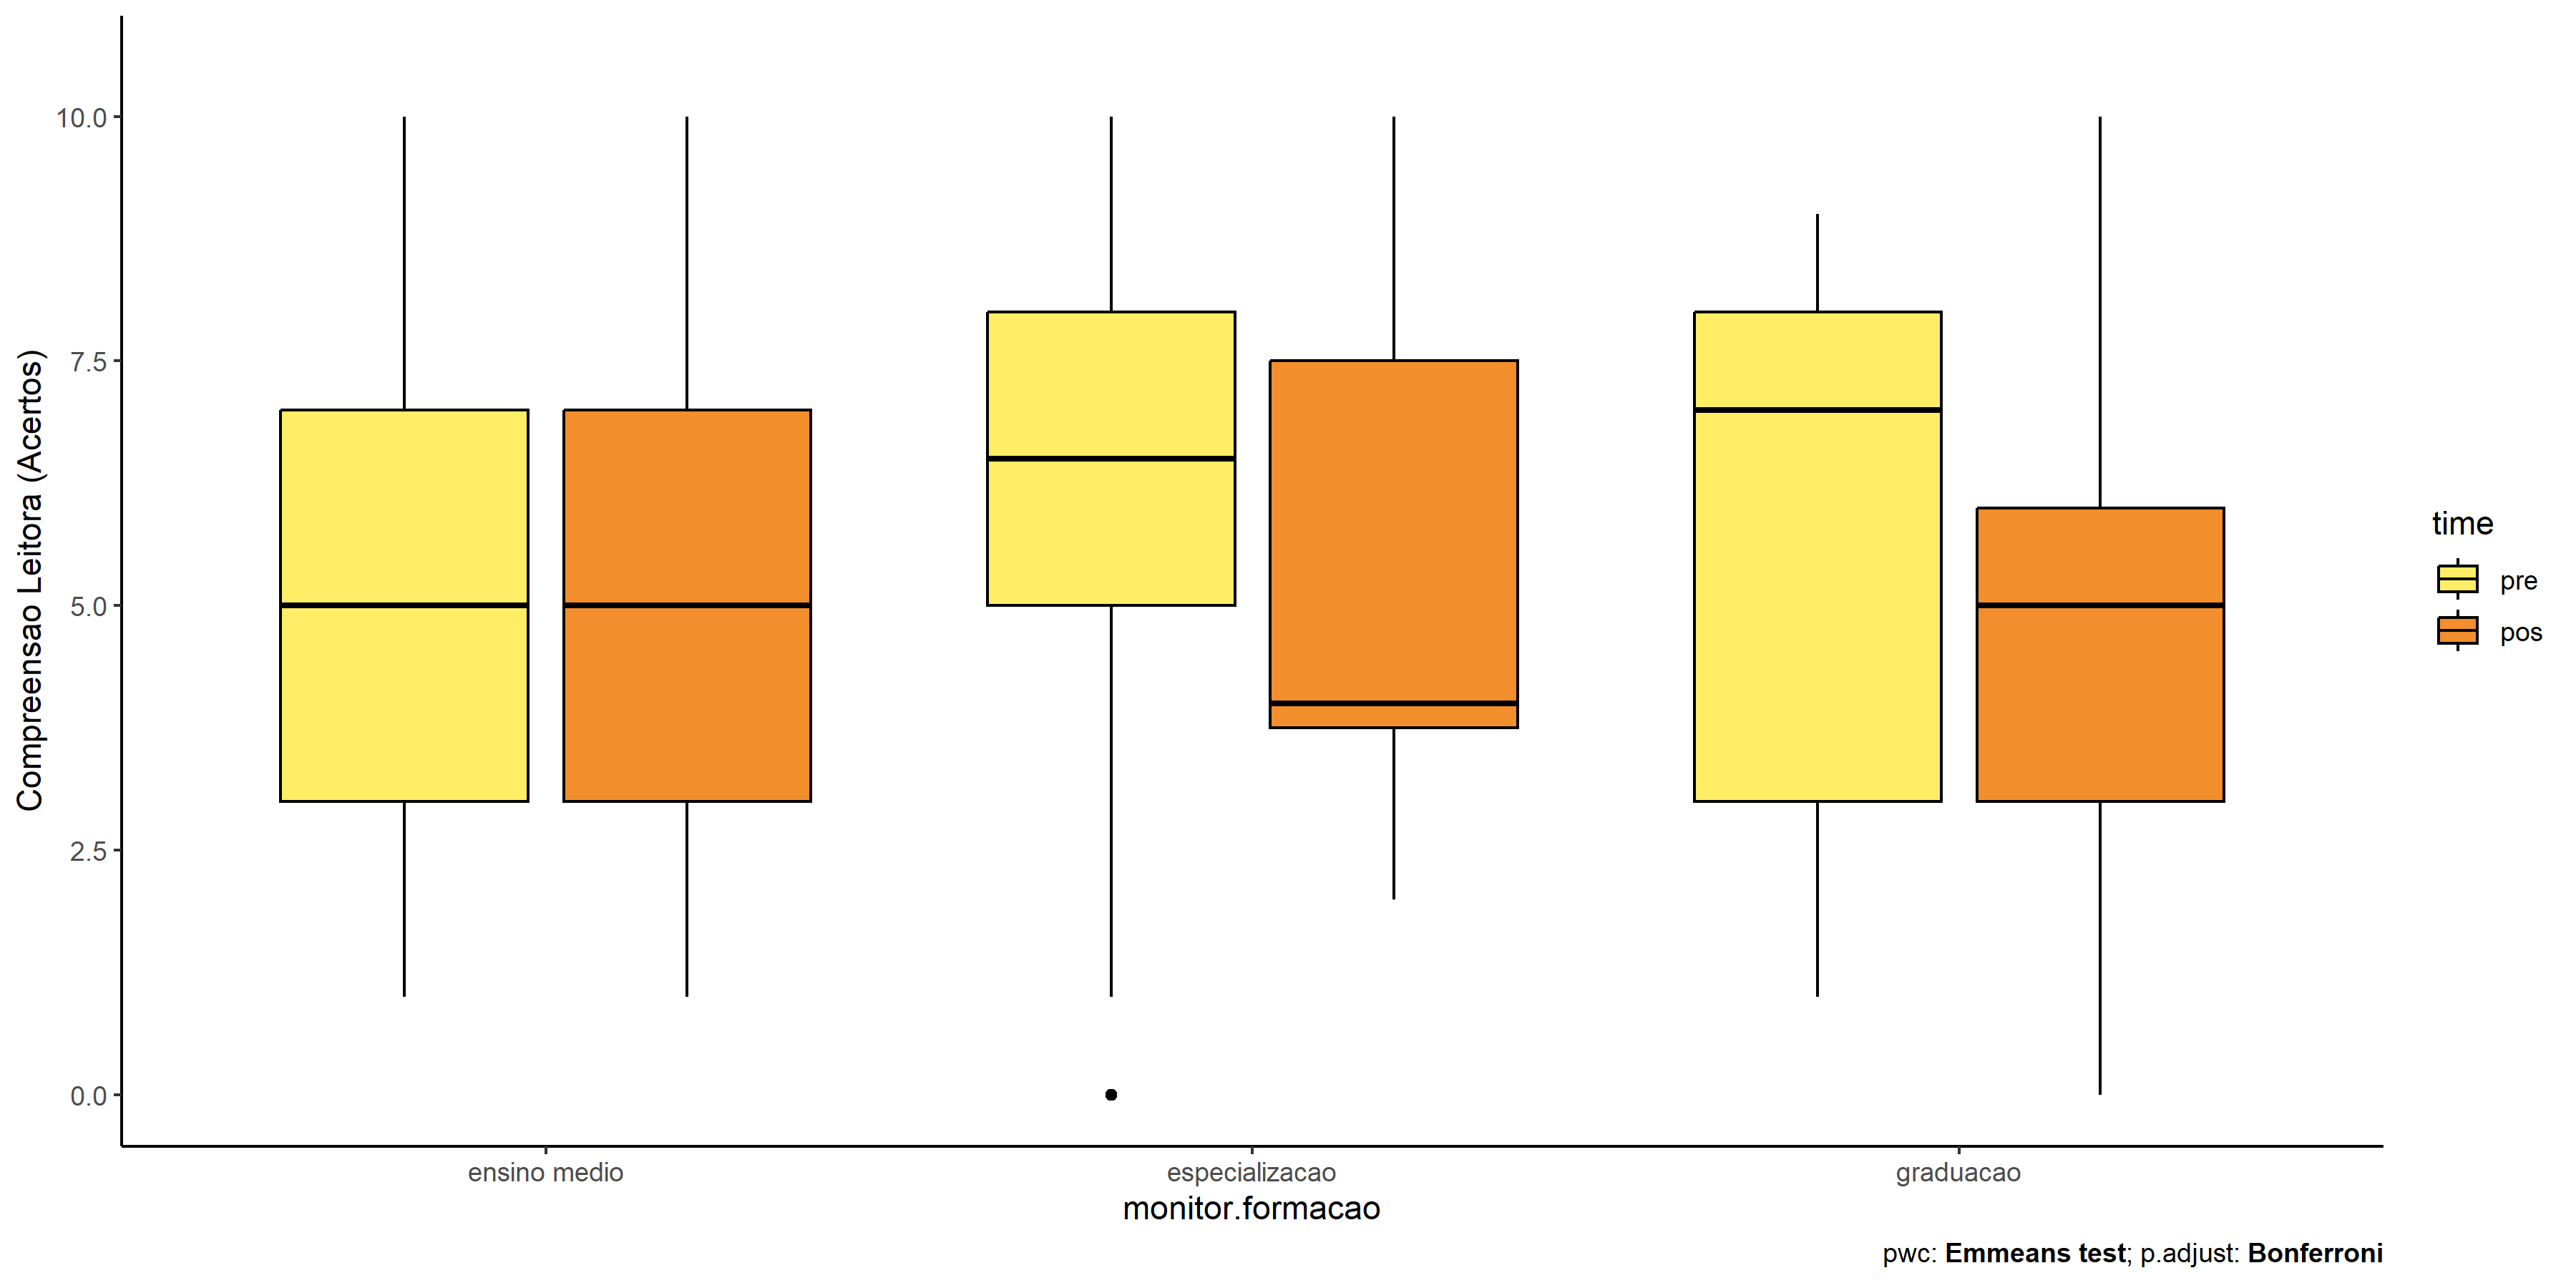 Compreensao Leitora (Acertos)
10.0
7.5
5.0
2.5
0.0
ensino medio
especializacao
graduacao
monitor.formacao
time
pre
pos
pwc: Emmeans test; p.adjust: Bonferroni